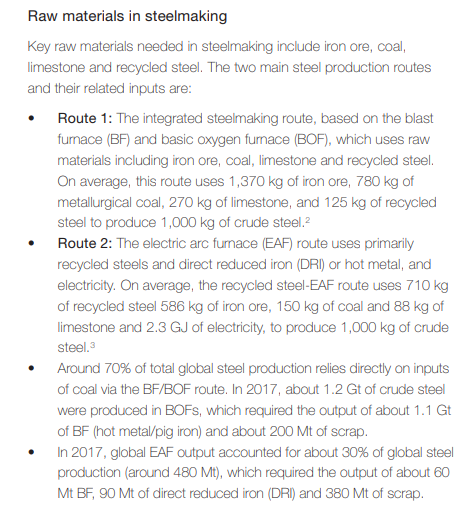 Raw materials in steelmaking
Key raw materials needed in steelmaking include iron ore, coal,
limestone and recycled steel. The two main steel production routes
and their related inputs are:
• Route 1: The integrated steelmaking route, based on the blast
furnace (BF) and basic oxygen furnace (BOF), which uses raw
materials including iron ore, coal, limestone and recycled steel.
On average, this route uses 1,370 kg of iron ore, 780 kg of
metallurgical coal, 270 kg of limestone, and 125 kg of recycled
steel to produce 1,000 kg of crude steel.²
• Route 2: The electric arc furnace (EAF) route uses primarily
recycled steels and direct reduced iron (DRI) or hot metal, and
electricity. On average, the recycled steel-EAF route uses 710 kg
of recycled steel 586 kg of iron ore, 150 kg of coal and 88 kg of
limestone and 2.3 GJ of electricity, to produce 1,000 kg of crude
steel.³
• Around 70% of total global steel production relies directly on inputs
of coal via the BF/BOF route. In 2017, about 1.2 Gt of crude steel
were produced in BOFs, which required the output of about 1.1 Gt
of BF (hot metal/pig iron) and about 200 Mt of scrap.
• In 2017, global EAF output accounted for about 30% of global steel
production (around 480 Mt), which required the output of about 60
Mt BF, 90 Mt of direct reduced iron (DRI) and 380 Mt of scrap.